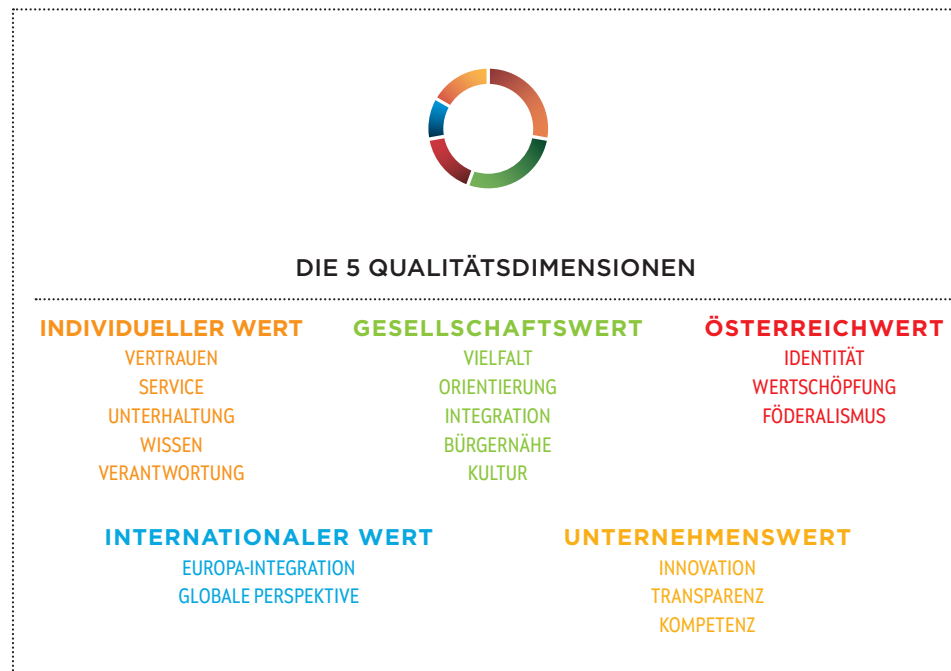 DIE 5 QUALITÄTSDIMENSIONEN
INDIVIDUELLER WERT
VERTRAUEN
SERVICE
UNTERHALTUNG
WISSEN
VERANTWORTUNG
GESELLSCHAFTSWERT
VIELFALT
ORIENTIERUNG
INTEGRATION
BÜRGERNÄHE
KULTUR
ÖSTERREICHWERT
IDENTITÄT
WERTSCHÖPFUNG
FÖDERALISMUS
INTERNATIONALER WERT
EUROPA-INTEGRATION
GLOBALE PERSPEKTIVE
UNTERNEHMENSWERT
INNOVATION
TRANSPARENZ
KOMPETENZ